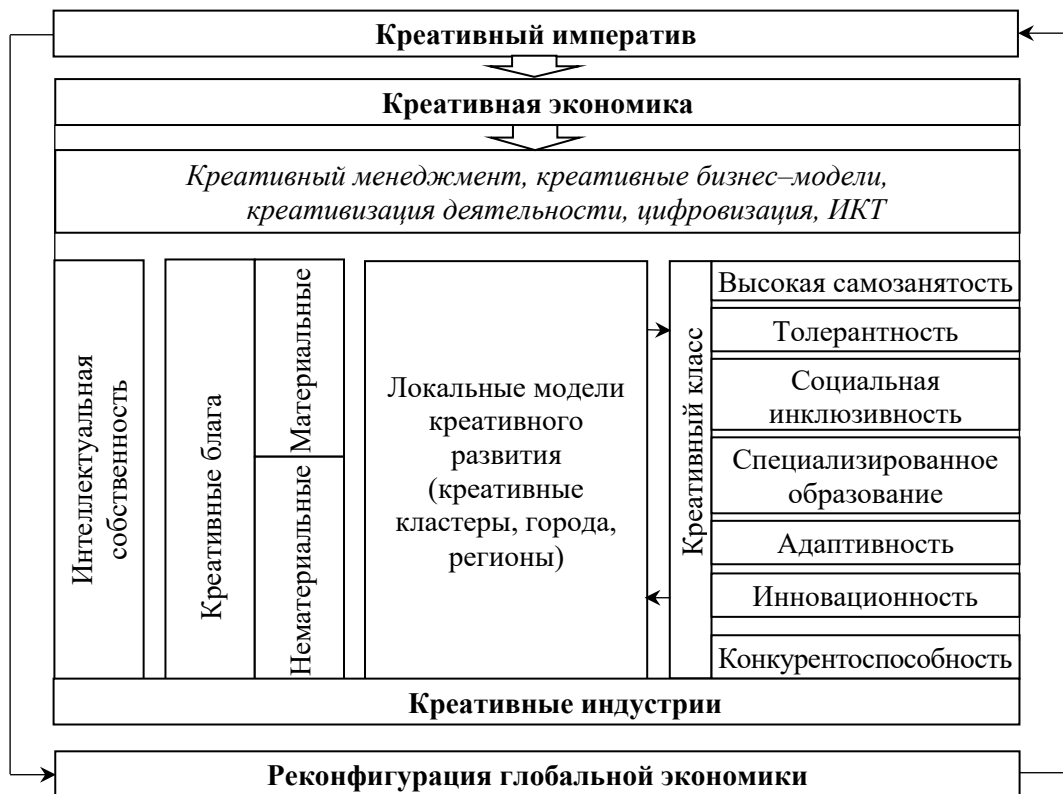 Креативный императив
Креативная экономика
Креативный менеджмент, креативные бизнес–модели,
креативизация деятельности, цифровизация, ИКТ
Интеллектуальная
собственность
Креативные блага
Материальные
Нематериальные
Локальные модели
креативного
развития
(креативные
кластеры, города,
регионы)
Креативный класс
Высокая самозанятость
Толерантность
Социальная
инклюзивность
Специализированное
образование
Адаптивность
Инновационность
Конкурентоспособность
Креативные индустрии
Реконфигурация глобальной экономики